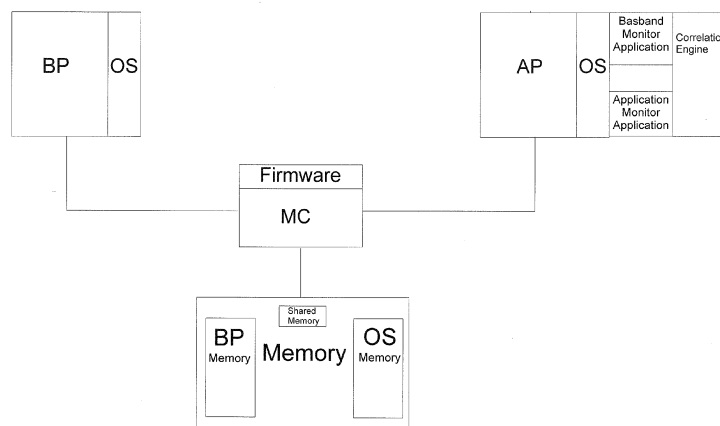 BP
OS
AP
OS
Basband
Monitor
Application
Application
Monitor
Application
Correlatic
Engine
Firmware
MC
Shared
Memory
BP
Memory
Memory
OS
Memory